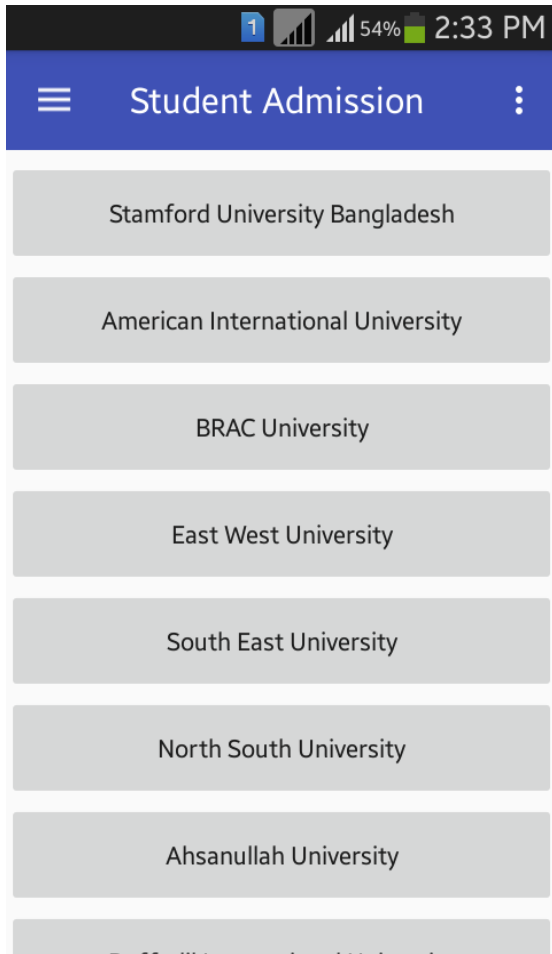 1 54% 2:33 PM
Student Admission
Stamford University Bangladesh
American International University
BRAC University
East West University
South East University
North South University
Ahsanullah University